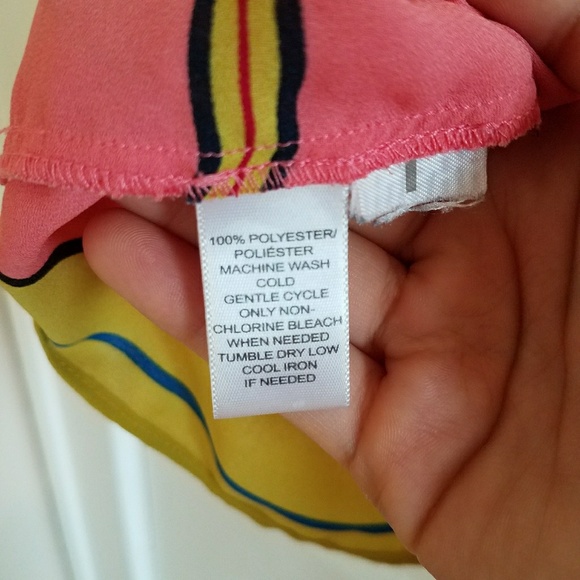 100% POLYESTER/
POLIÉSTER
MACHINE WASH
COLD
GENTLE CYCLE
ONLY NON-
CHLORINE BLEACH
WHEN NEEDED
TUMBLE DRY LOW
COOL IRON
IF NEEDED